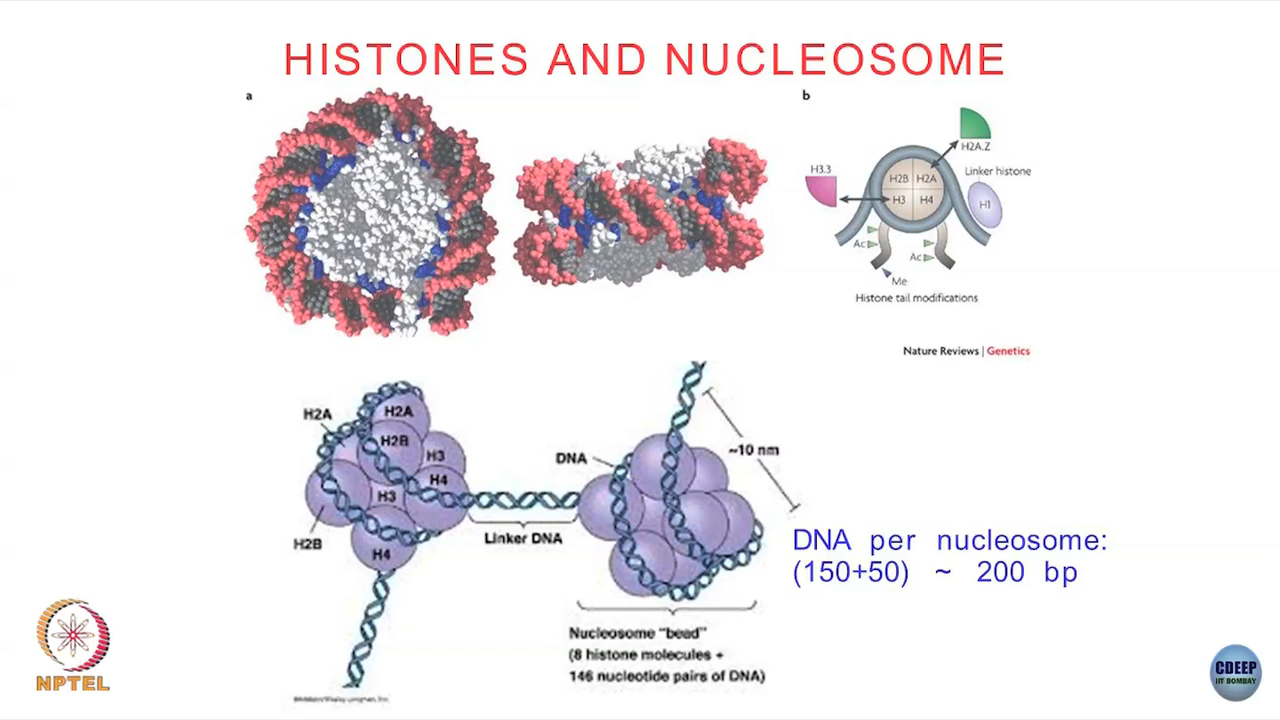 HISTONES AND NUCLEOSOME
a
b
H2A.Z
H3.3
Linker histone
H2B
H2A
H3
H4
H1
Ac
Ac
Me
Histone tail modifications
Nature Reviews | Genetics
H2A
H2A
H2B
H3
H4
H3
H2B
H4
Linker DNA
DNA
~10 nm
DNA per nucleosome:
(150+50) ~ 200 bp
Nucleosome "bead"
(8 histone molecules +
146 nucleotide pairs of DNA)
NPTEL
CDEEP
IIT BOMBAY